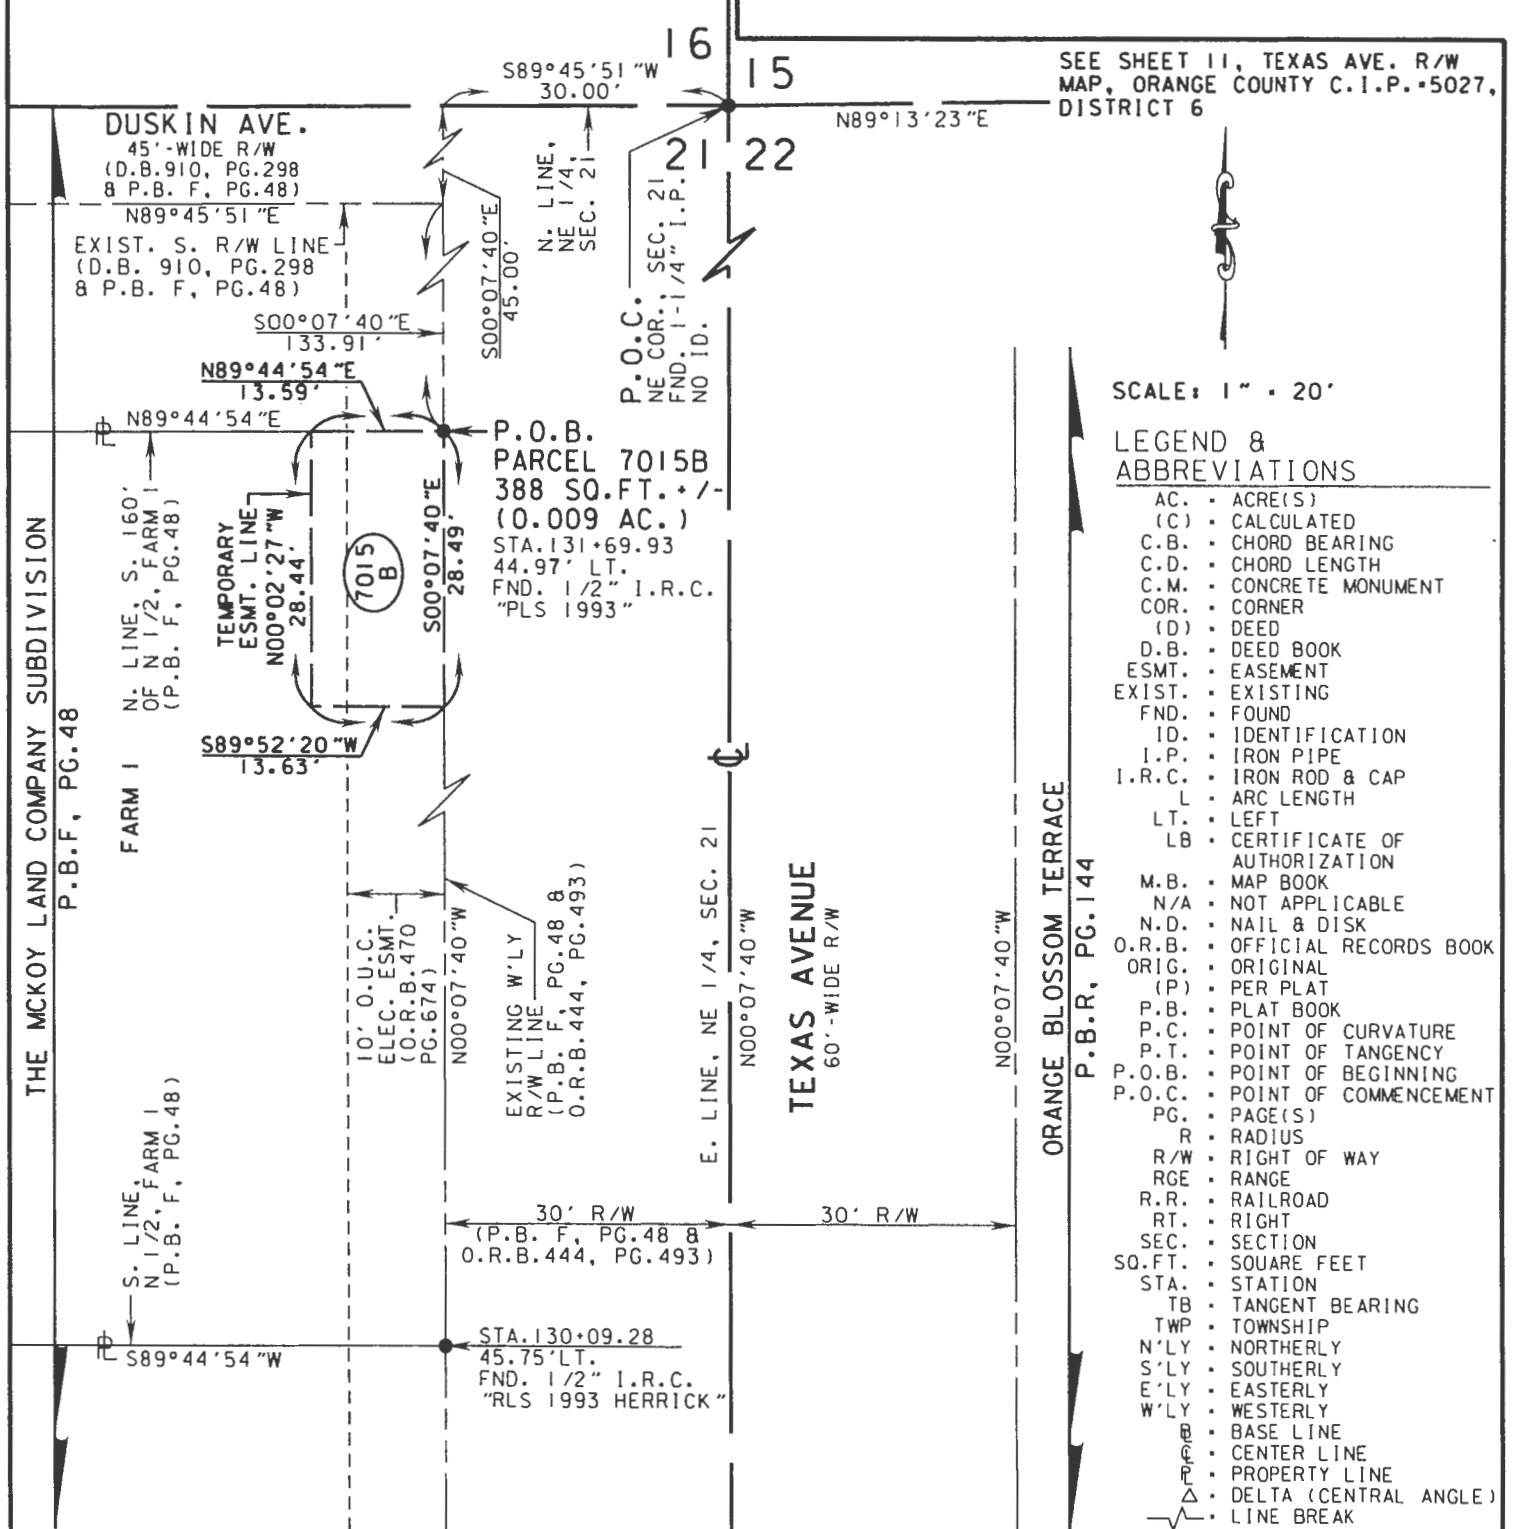 16
15
21
22
S89°45'51"W
30.00'
SEE SHEET 11, TEXAS AVE. R/W
MAP, ORANGE COUNTY C.I.P.#5027,
DISTRICT 6
N89°13'23"E
DUSKIN AVE.
45'-WIDE R/W
(D.B.910, PG.298
& P.B. F, PG.48)
N89°45'51"E
EXIST. S. R/W LINE
(D.B. 910, PG.298
& P.B. F, PG.48)
S00°07'40"E
45.00'
N. LINE,
NE 1/4,
SEC. 21
P.O.C.
NE COR., SEC. 21
FND. 1-1/4" I.P.
NO ID.
S00°07'40"E
133.91'
N89°44'54"E
13.59'
N89°44'54"E
P.O.B.
PARCEL 7015B
388 SQ.FT.+/-
(0.009 AC.)
STA.131+69.93
44.97' LT.
FND. 1/2" I.R.C.
"PLS 1993"
N. LINE, S. 160'
OF N 1/2, FARM 1
(P.B. F, PG.48)
TEMPORARY
ESMT. LINE
N00°02'27"W
28.44'
7015
B
S00°07'40"E
28.49'
S89°52'20"W
13.63'
THE MCKOY LAND COMPANY SUBDIVISION
P.B.F, PG.48
FARM 1
10' O.U.C.
ELEC. ESMT.
(O.R.B.470
PG.674)
N00°07'40"W
EXISTING W'LY
R/W LINE
(P.B. F, PG.48 &
O.R.B.444, PG.493)
E. LINE, NE 1/4, SEC. 21
N00°07'40"W
TEXAS AVENUE
60'-WIDE R/W
N00°07'40"W
ORANGE BLOSSOM TERRACE
P.B.R, PG.144
S. LINE,
N 1/2, FARM 1
(P.B. F, PG.48)
30' R/W
(P.B. F, PG.48 &
O.R.B.444, PG.493)
30' R/W
S89°44'54"W
STA.130+09.28
45.75'LT.
FND. 1/2" I.R.C.
"RLS 1993 HERRICK"
SCALE: 1" = 20'
LEGEND &
ABBREVIATIONS
AC. = ACRE(S)
(C) = CALCULATED
C.B. = CHORD BEARING
C.D. = CHORD LENGTH
C.M. = CONCRETE MONUMENT
COR. = CORNER
(D) = DEED
D.B. = DEED BOOK
ESMT. = EASEMENT
EXIST. = EXISTING
FND. = FOUND
ID. = IDENTIFICATION
I.P. = IRON PIPE
I.R.C. = IRON ROD & CAP
L = ARC LENGTH
LT. = LEFT
LB = CERTIFICATE OF
AUTHORIZATION
M.B. = MAP BOOK
N/A = NOT APPLICABLE
N.D. = NAIL & DISK
O.R.B. = OFFICIAL RECORDS BOOK
ORIG. = ORIGINAL
(P) = PER PLAT
P.B. = PLAT BOOK
P.C. = POINT OF CURVATURE
P.T. = POINT OF TANGENCY
P.O.B. = POINT OF BEGINNING
P.O.C. = POINT OF COMMENCEMENT
PG. = PAGE(S)
R = RADIUS
R/W = RIGHT OF WAY
RGE = RANGE
R.R. = RAILROAD
RT. = RIGHT
SEC. = SECTION
SQ.FT. = SQUARE FEET
STA. = STATION
TB = TANGENT BEARING
TWP = TOWNSHIP
N'LY = NORTHERLY
S'LY = SOUTHERLY
E'LY = EASTERLY
W'LY = WESTERLY
℄ = BASE LINE
℄ = CENTER LINE
⅊ = PROPERTY LINE
Δ = DELTA (CENTRAL ANGLE)
= LINE BREAK